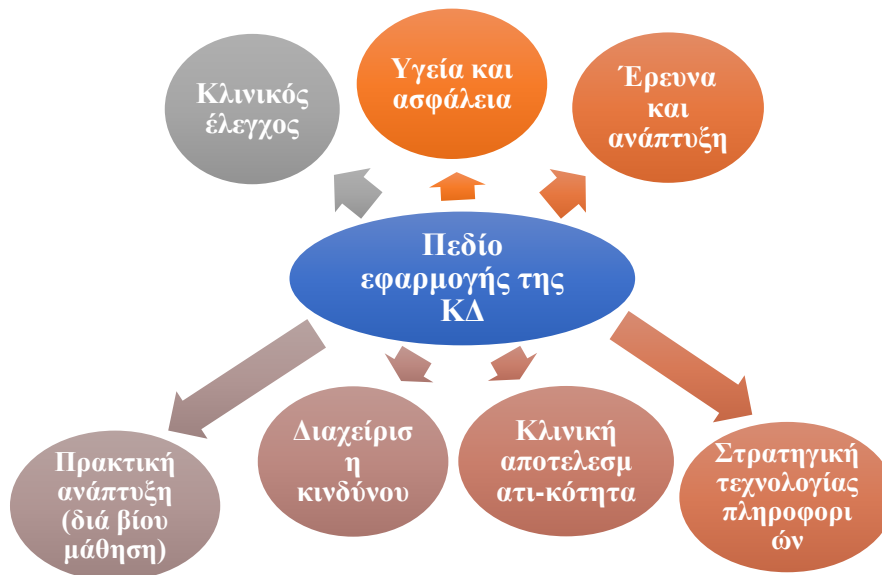 Κλινικός
έλεγχος
Υγεία και
ασφάλεια
Έρευνα
και
ανάπτυξη
Πεδίο
εφαρμογής της
ΚΔ
Πρακτική
ανάπτυξη
(διά βίου
μάθηση)
Διαχείρισ
η
κινδύνου
Κλινική
αποτελεσμ
ατι-κότητα
Στρατηγική
τεχνολογίας
πληροφορι
ών